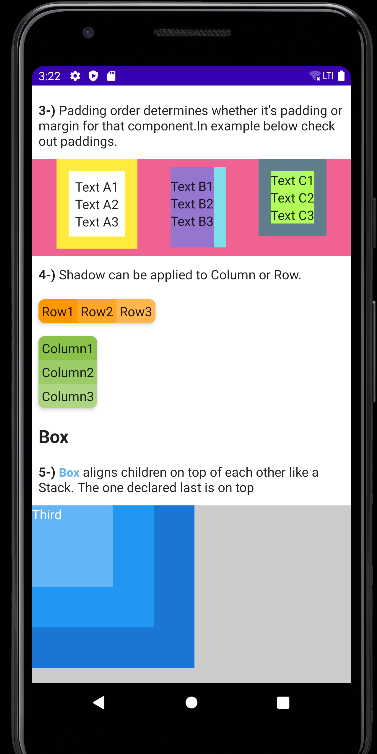 3:22 LTE
3-) Padding order determines whether it's padding or
margin for that component.In example below check
out paddings.
Text A1 Text B1 Text C1
Text A2 Text B2 Text C2
Text A3 Text B3 Text C3
4-) Shadow can be applied to Column or Row.
Row1 Row2 Row3
Column1
Column2
Column3
Box
5-) Box aligns children on top of each other like a
Stack. The one declared last is on top
Third